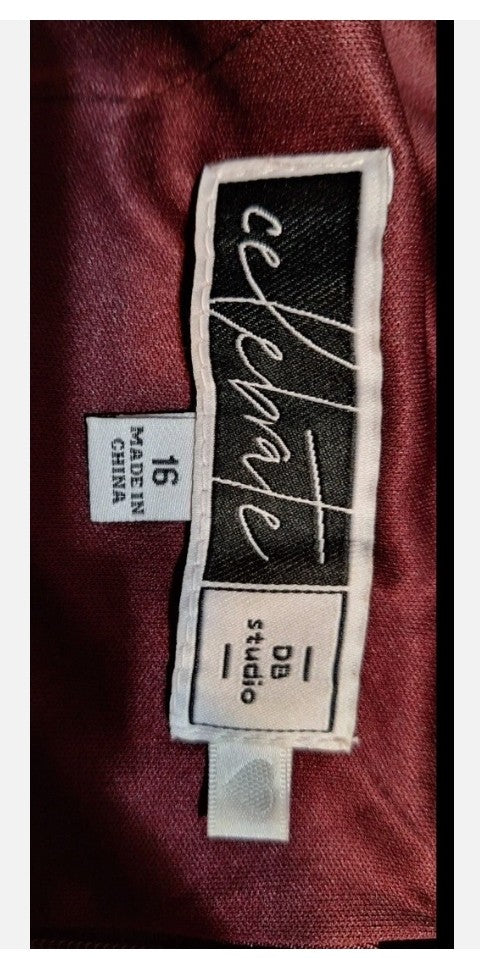 celebrate
DB
studio
16
MADE IN
CHINA